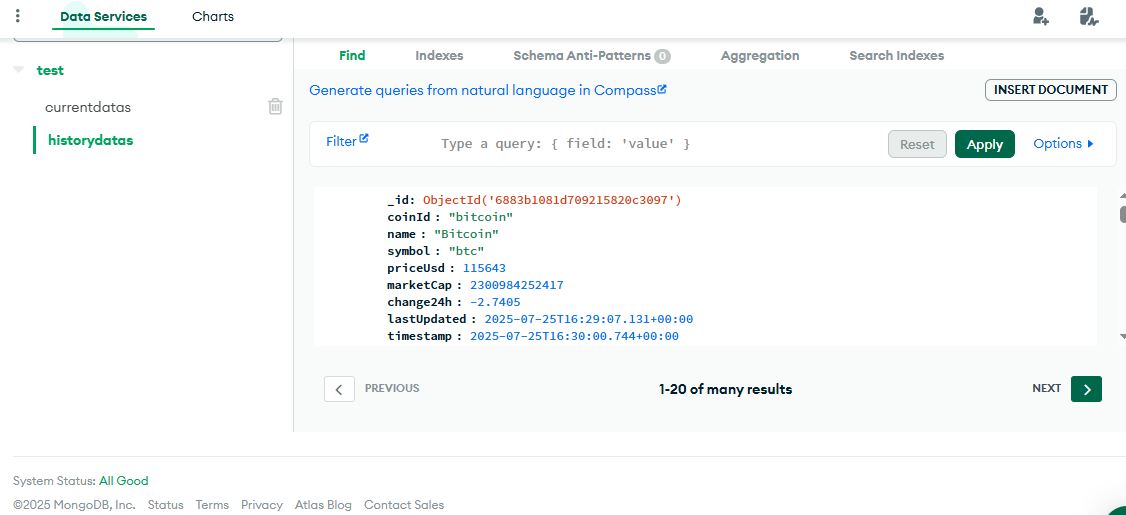 Data Services
Charts
test
currentdatas
historydatas
Find
Indexes
Schema Anti-Patterns 0
Aggregation
Search Indexes
Generate queries from natural language in Compass
INSERT DOCUMENT
Filter
Type a query: { field: 'value' }
Reset
Apply
Options
_id: ObjectId('6883b1081d709215820c3097')
coinId : "bitcoin"
name : "Bitcoin"
symbol : "btc"
priceUsd : 115643
marketCap : 2300984252417
change24h : -2.7405
lastUpdated : 2025-07-25T16:29:07.131+00:00
timestamp : 2025-07-25T16:30:00.744+00:00
PREVIOUS
1-20 of many results
NEXT
System Status: All Good
©2025 MongoDB, Inc. Status Terms Privacy Atlas Blog Contact Sales